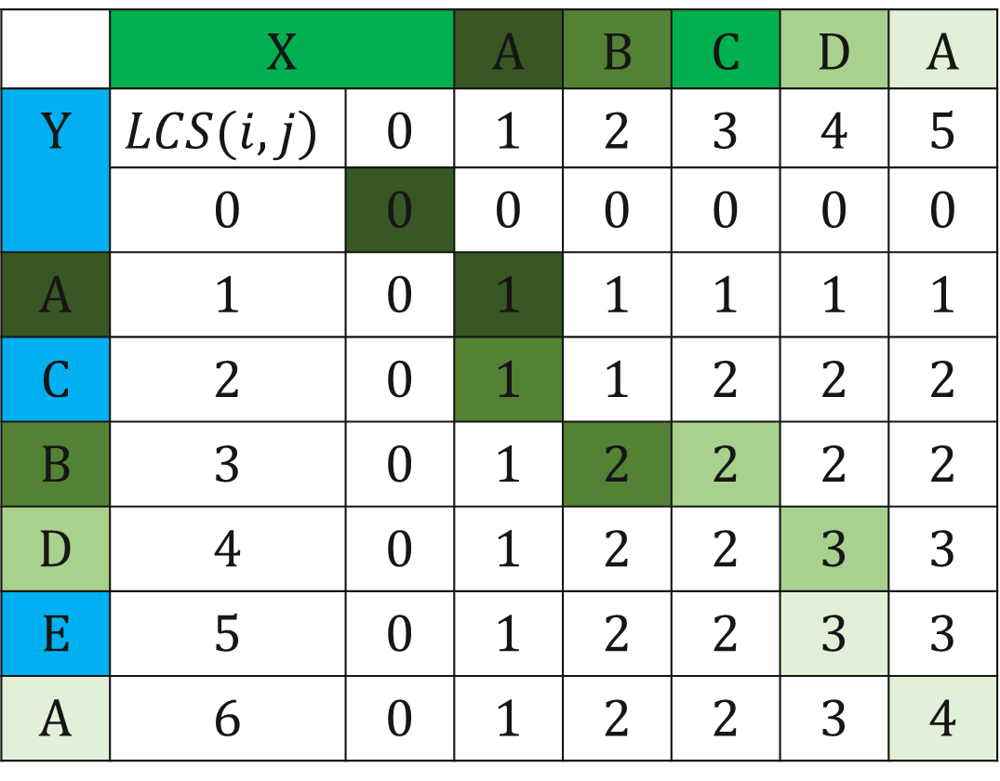 X A B C D A
Y LCS(i, j) 0 1 2 3 4 5
0 0 0 0 0 0 0
A 1 0 1 1 1 1 1
C 2 0 1 1 2 2 2
B 3 0 1 2 2 2 2
D 4 0 1 2 2 3 3
E 5 0 1 2 2 3 3
A 6 0 1 2 2 3 4